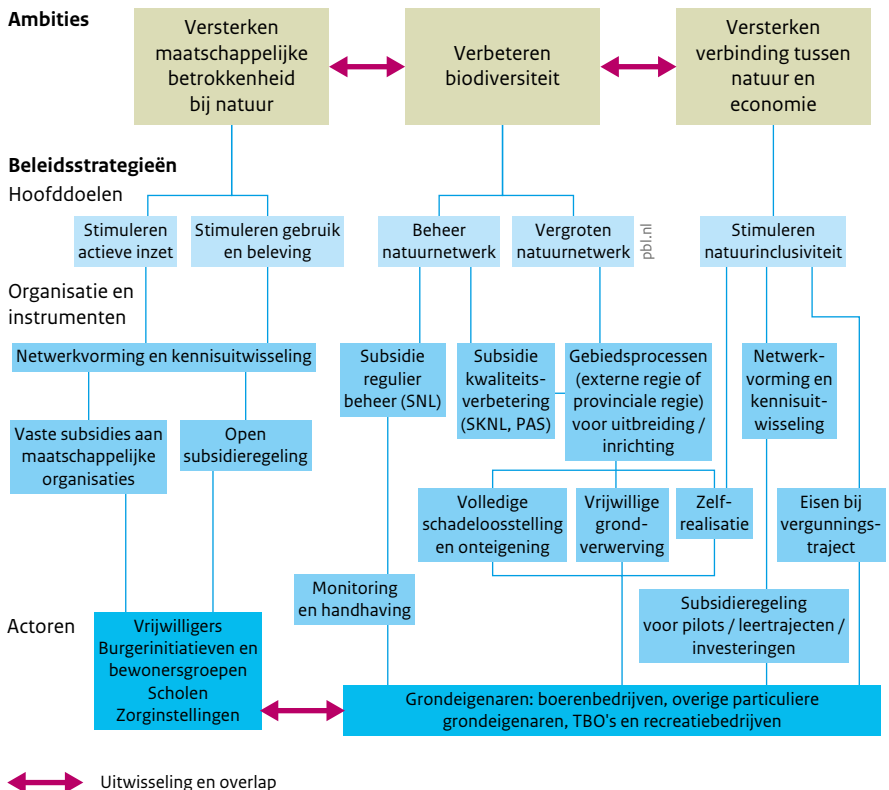 Ambities
Versterken
maatschappelijke
betrokkenheid
bij natuur
Verbeteren
biodiversiteit
Versterken
verbinding tussen
natuur en
economie
Beleidsstrategieën
Hoofddoelen
Stimuleren
actieve inzet
Stimuleren gebruik
en beleving
Beheer
natuurnetwerk
Vergroten
natuurnetwerk
pbl.nl
Stimuleren
natuurinclusiviteit
Organisatie en
instrumenten
Netwerkvorming en kennisuitwisseling
Subsidie
regulier
beheer (SNL)
Subsidie
kwaliteits-
verbetering
(SKNL, PAS)
Gebiedsprocessen
(externe regie of
provinciale regie)
voor uitbreiding /
inrichting
Netwerk-
vorming en
kennisuit-
wisseling
Vaste subsidies aan
maatschappelijke
organisaties
Open
subsidieregeling
Volledige
schadeloosstelling
en onteigening
Vrijwillige
grond-
verwerving
Zelf-
realisatie
Eisen bij
vergunnings-
traject
Monitoring
en handhaving
Subsidieregeling
voor pilots / leertrajecten /
investeringen
Actoren
Vrijwilligers
Burgerinitiatieven en
bewonersgroepen
Scholen
Zorginstellingen
Grondeigenaren: boerenbedrijven, overige particuliere
grondeigenaren, TBO's en recreatiebedrijven
Uitwisseling en overlap